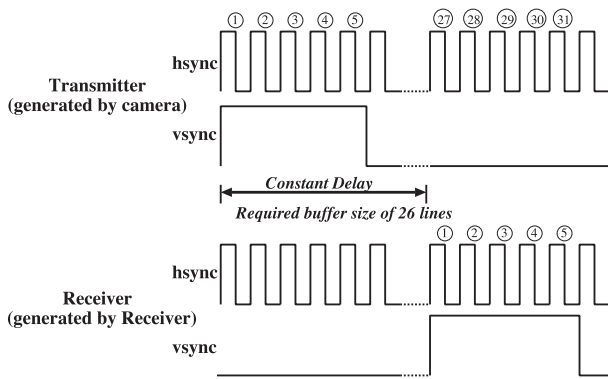 ① ② ③ ④ ⑤ ㉗ ㉘ ㉙ ㉚ ㉛
hsync
Transmitter
(generated by camera)
vsync
Constant Delay
Required buffer size of 26 lines
① ② ③ ④ ⑤
hsync
Receiver
(generated by Receiver)
vsync